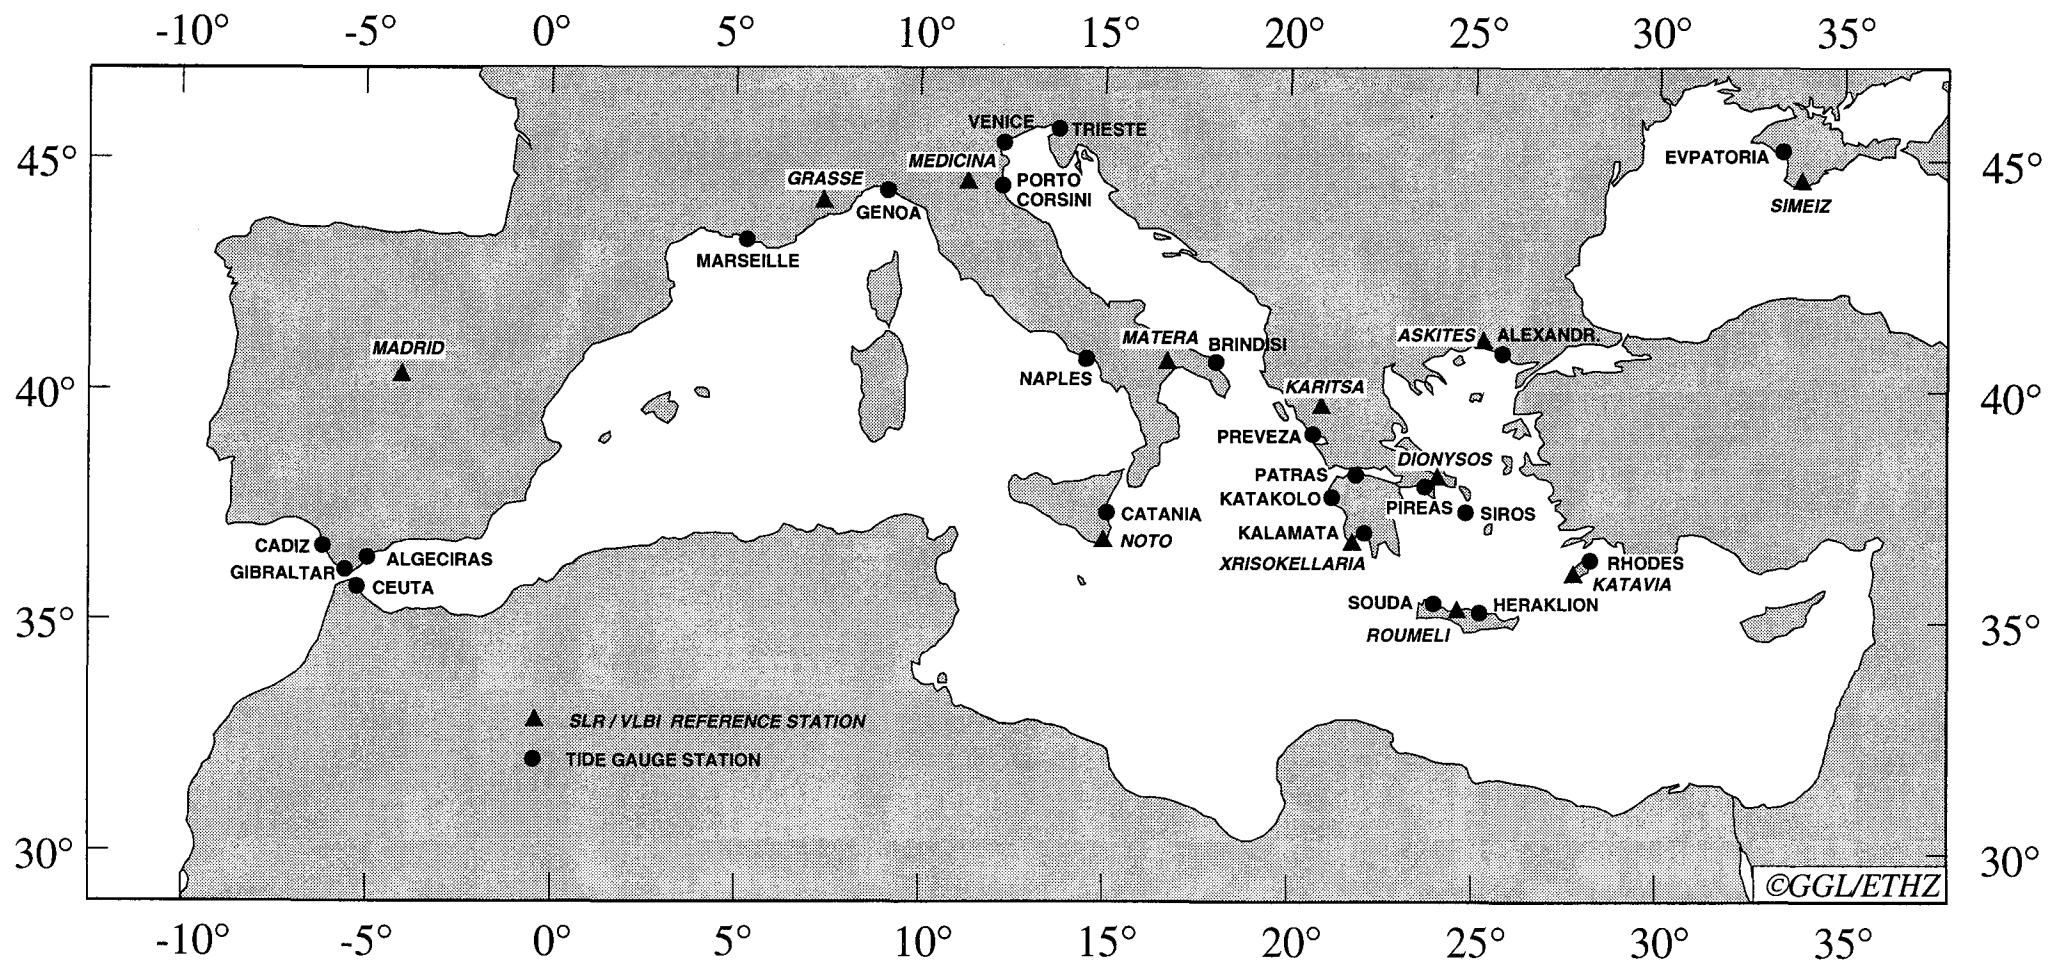 -10° -5° 0° 5° 10° 15° 20° 25° 30° 35°
VENICE
TRIESTE
45°
MEDICINA
EVPATORIA
45°
GRASSE
PORTO
CORSINI
GENOA
SIMEIZ
MARSEILLE
MADRID
MATERA
BRINDISI
ASKITES
ALEXANDR.
NAPLES
40°
KARITSA
40°
PREVEZA
DIONYSOS
PATRAS
KATAKOLO
PIREAS
SIROS
CATANIA
KALAMATA
NOTO
XRISOKELLARIA
CADIZ
ALGECIRAS
GIBRALTAR
CEUTA
RHODES
KATAVIA
SOUDA
HERAKLION
35°
ROUMELI
35°
SLR / VLBI REFERENCE STATION
TIDE GAUGE STATION
30°
30°
©GGL/ETHZ
-10° -5° 0° 5° 10° 15° 20° 25° 30° 35°